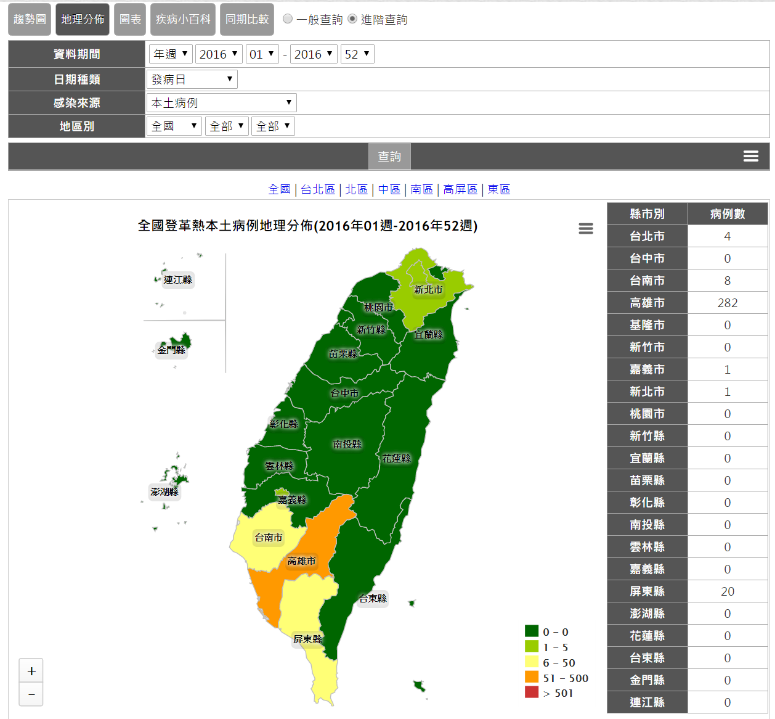 趨勢圖 地理分佈 圖表 疾病小百科 同期比較 一般查詢 進階查詢
資料期間 年週 2016 01 - 2016 52
日期種類 發病日
感染來源 本土病例
地區別 全國 全部 全部
查詢
全國 | 台北區 | 北區 | 中區 | 南區 | 高屏區 | 東區
全國登革熱本土病例地理分佈(2016年01週-2016年52週)
連江縣
金門縣
澎湖縣
新北市
桃園市
新竹縣
宜蘭縣
苗栗縣
台中市
彰化縣
南投縣
花蓮縣
雲林縣
嘉義縣
台南市
高雄市
台東縣
屏東縣
0 - 0
1 - 5
6 - 50
51 - 500
> 501
+
-
縣市別 病例數
台北市 4
台中市 0
台南市 8
高雄市 282
基隆市 0
新竹市 0
嘉義市 1
新北市 1
桃園市 0
新竹縣 0
宜蘭縣 0
苗栗縣 0
彰化縣 0
南投縣 0
雲林縣 0
嘉義縣 0
屏東縣 20
澎湖縣 0
花蓮縣 0
台東縣 0
金門縣 0
連江縣 0